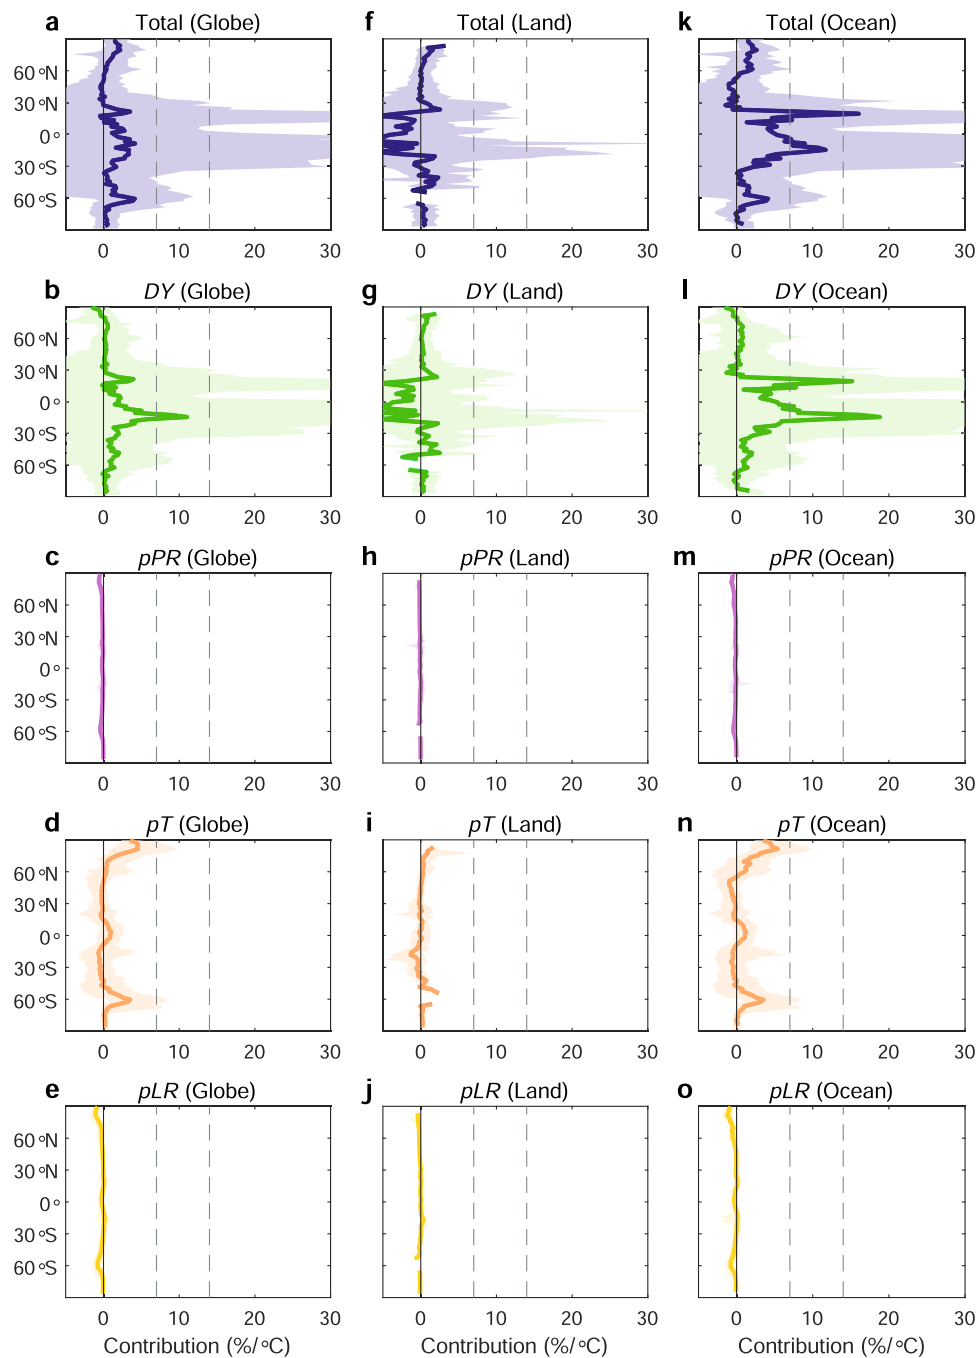 a Total (Globe) f Total (Land) k Total (Ocean)
60 °N
30 °N
0 °
30 °S
60 °S
0 10 20 30 0 10 20 30 0 10 20 30
b DY (Globe) g DY (Land) l DY (Ocean)
60 °N
30 °N
0 °
30 °S
60 °S
0 10 20 30 0 10 20 30 0 10 20 30
c pPR (Globe) h pPR (Land) m pPR (Ocean)
60 °N
30 °N
0 °
30 °S
60 °S
0 10 20 30 0 10 20 30 0 10 20 30
d pT (Globe) i pT (Land) n pT (Ocean)
60 °N
30 °N
0 °
30 °S
60 °S
0 10 20 30 0 10 20 30 0 10 20 30
e pLR (Globe) j pLR (Land) o pLR (Ocean)
60 °N
30 °N
0 °
30 °S
60 °S
0 10 20 30 0 10 20 30 0 10 20 30
Contribution (%/°C) Contribution (%/°C) Contribution (%/°C)